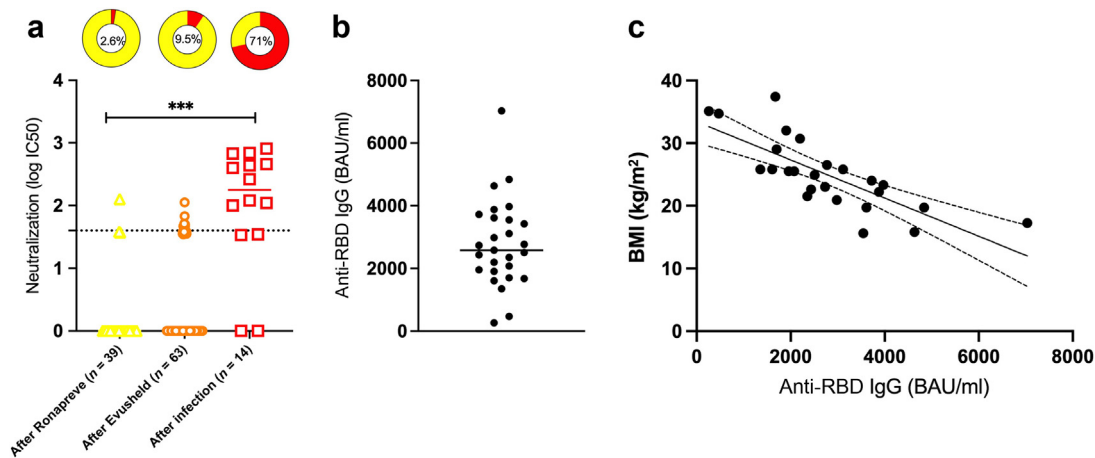 a
2.6%
9.5%
71%
Neutralization (log IC50)
4
3
2
1
0
***
After Ronapreve (n = 39)
After Evusheld (n = 63)
After infection (n = 14)
b
Anti-RBD IgG (BAU/ml)
8000
6000
4000
2000
0
c
BMI (kg/m²)
40
30
20
10
0
0 2000 4000 6000 8000
Anti-RBD IgG (BAU/ml)